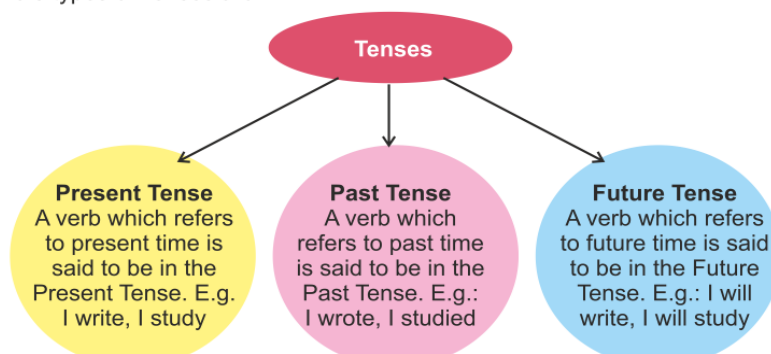 Tenses
Present Tense
A verb which refers
to present time is
said to be in the
Present Tense. E.g.
I write, I study
Past Tense
A verb which
refers to past time
is said to be in the
Past Tense. E.g.:
I wrote, I studied
Future Tense
A verb which refers
to future time is said
to be in the Future
Tense. E.g.: I will
write, I will study